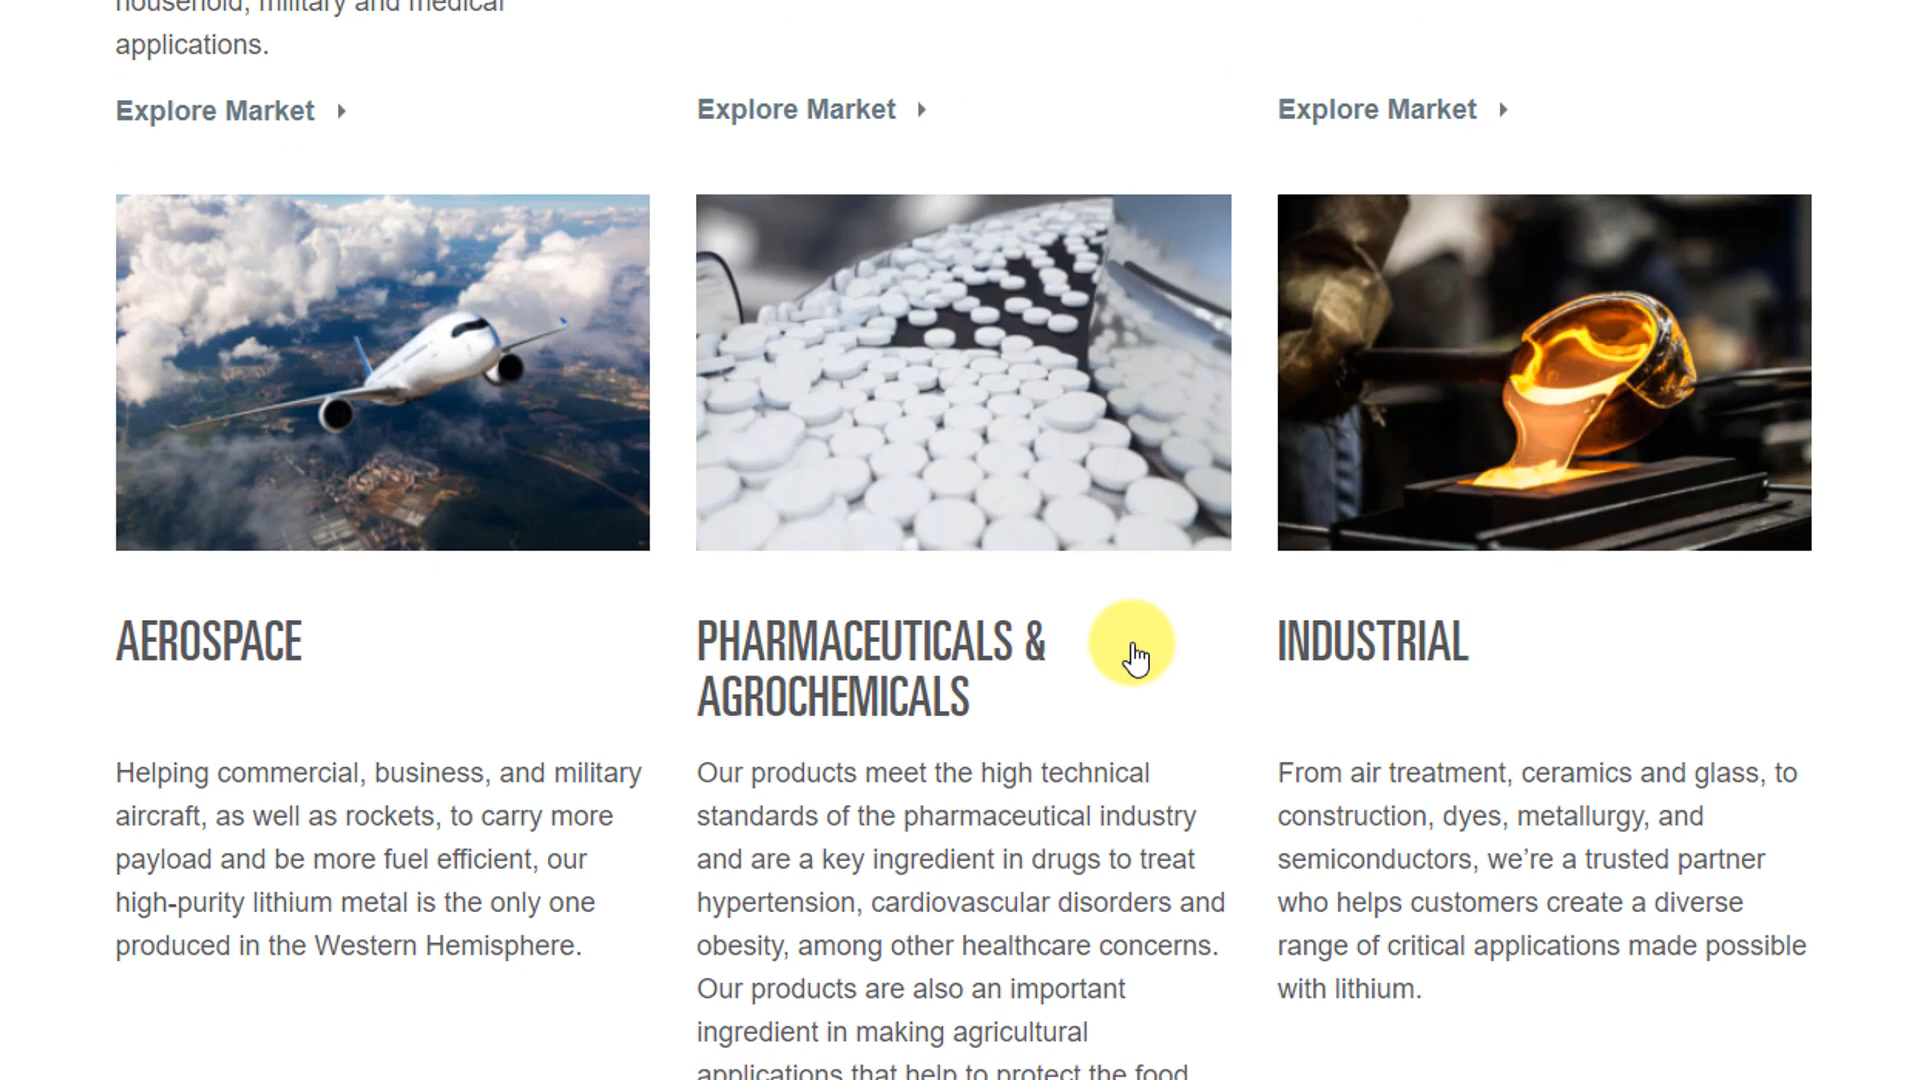 household, military and medical
applications.
Explore Market
Explore Market
Explore Market
AEROSPACE
Helping commercial, business, and military
aircraft, as well as rockets, to carry more
payload and be more fuel efficient, our
high-purity lithium metal is the only one
produced in the Western Hemisphere.
PHARMACEUTICALS &
AGROCHEMICALS
Our products meet the high technical
standards of the pharmaceutical industry
and are a key ingredient in drugs to treat
hypertension, cardiovascular disorders and
obesity, among other healthcare concerns.
Our products are also an important
ingredient in making agricultural
applications that help to protect the food
INDUSTRIAL
From air treatment, ceramics and glass, to
construction, dyes, metallurgy, and
semiconductors, we’re a trusted partner
who helps customers create a diverse
range of critical applications made possible
with lithium.